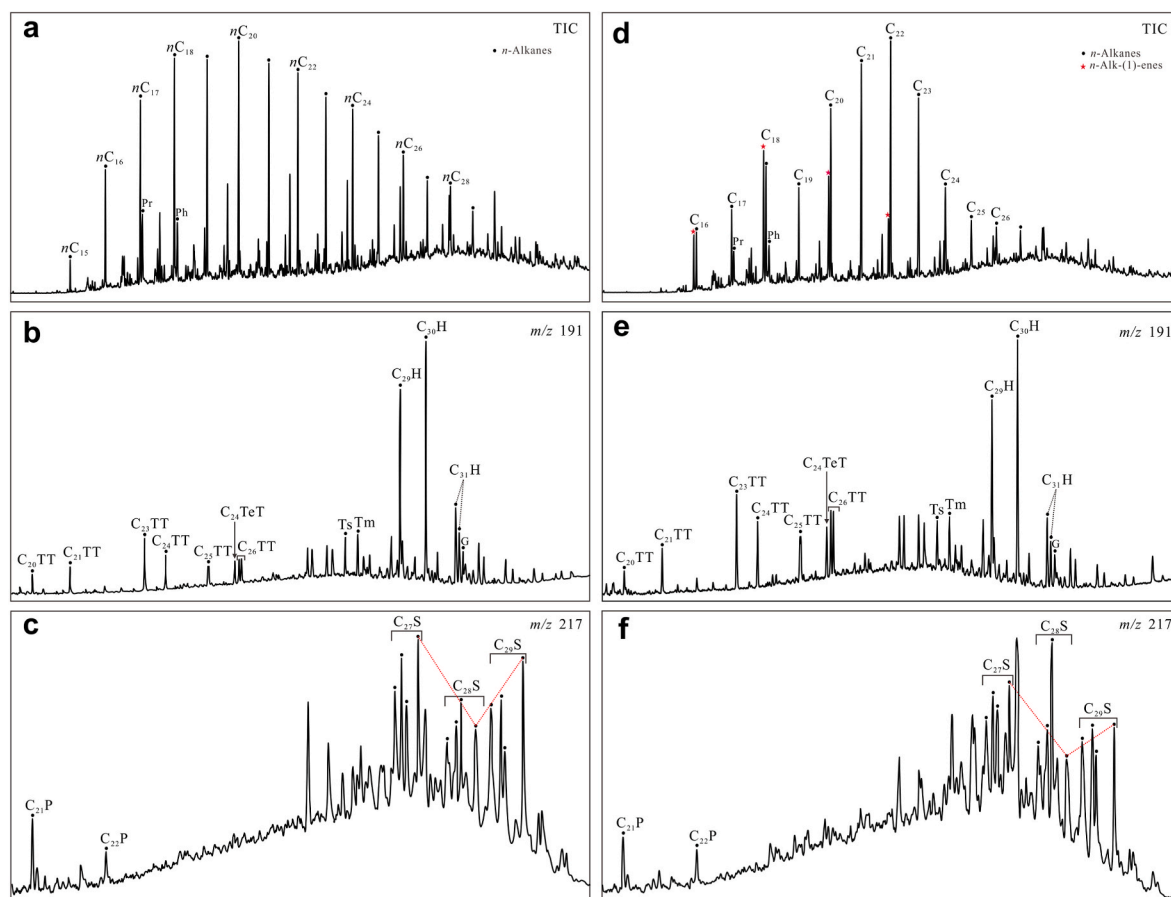 a
TIC
• n-Alkanes
nC₁₅
nC₁₆
nC₁₇
Pr
nC₁₈
Ph
nC₂₀
nC₂₂
nC₂₄
nC₂₆
nC₂₈
b
m/z 191
C₂₀TT
C₂₁TT
C₂₃TT
C₂₄TT
C₂₅TT
C₂₄TeT
C₂₆TT
Ts
Tm
C₂₉H
C₃₀H
C₃₁H
G
c
m/z 217
C₂₁P
C₂₂P
C₂₇S
C₂₈S
C₂₉S
d
TIC
• n-Alkanes
★ n-Alk-(1)-enes
C₁₆
C₁₇
Pr
C₁₈
Ph
C₁₉
C₂₀
C₂₁
C₂₂
C₂₃
C₂₄
C₂₅
C₂₆
e
m/z 191
C₂₀TT
C₂₁TT
C₂₃TT
C₂₄TT
C₂₅TT
C₂₄TeT
C₂₆TT
Ts
Tm
C₂₉H
C₃₀H
C₃₁H
G
f
m/z 217
C₂₁P
C₂₂P
C₂₇S
C₂₈S
C₂₉S